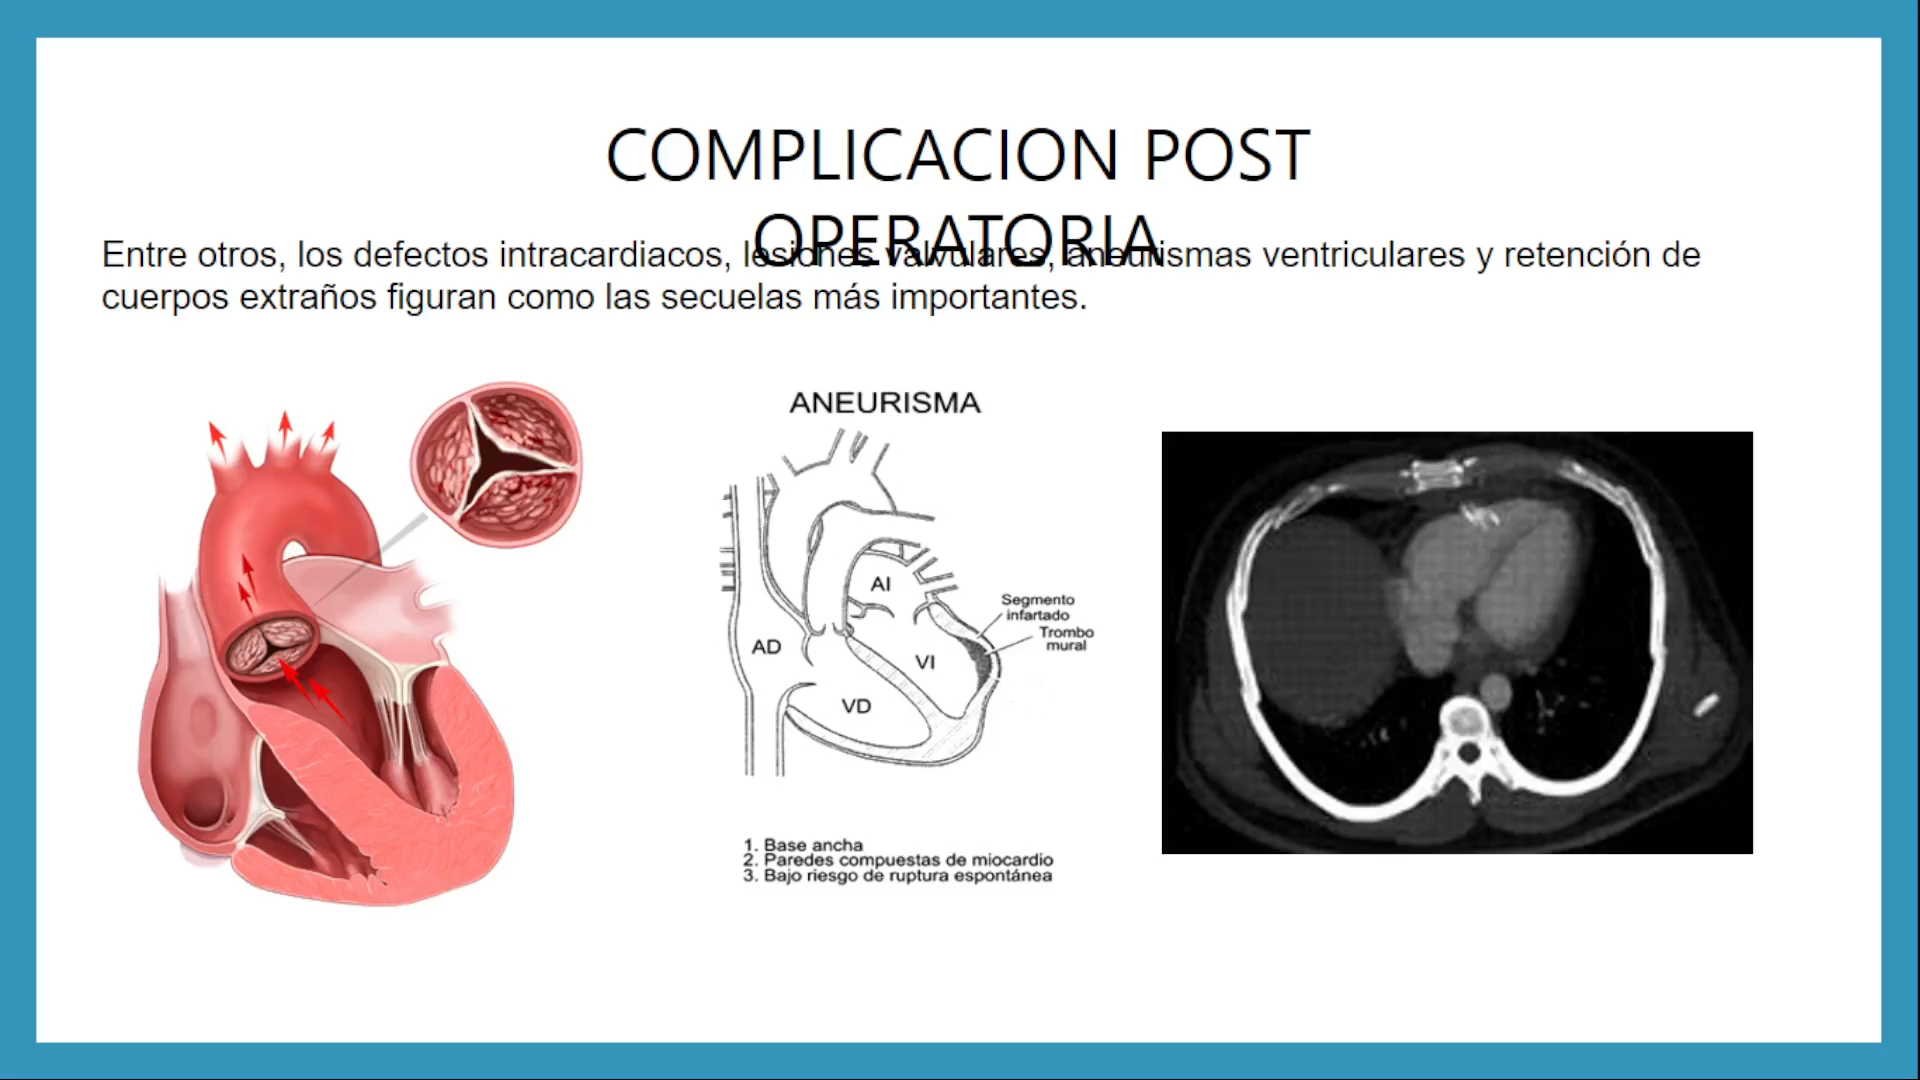 COMPLICACION POST
OPERATORIA
Entre otros, los defectos intracardiacos, lesiones valvulares, aneurismas ventriculares y retención de
cuerpos extraños figuran como las secuelas más importantes.
ANEURISMA
AI
Segmento
infartado
Trombo
mural
AD
VI
VD
1. Base ancha
2. Paredes compuestas de miocardio
3. Bajo riesgo de ruptura espontánea